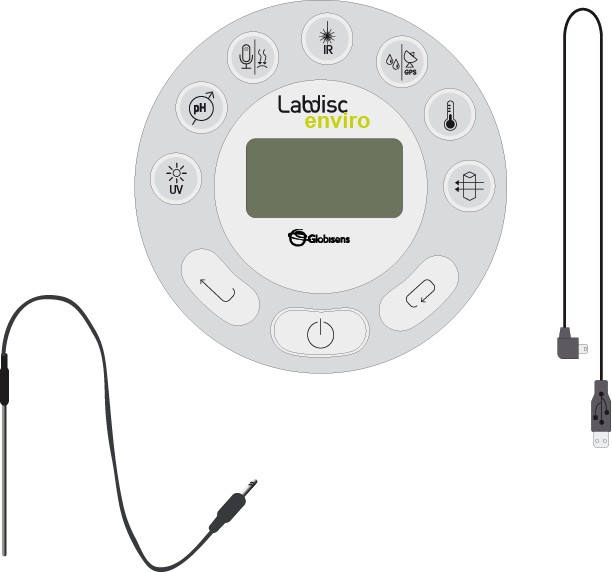 IR
GPS
pH
UV
Labdisc
enviro
Globisens